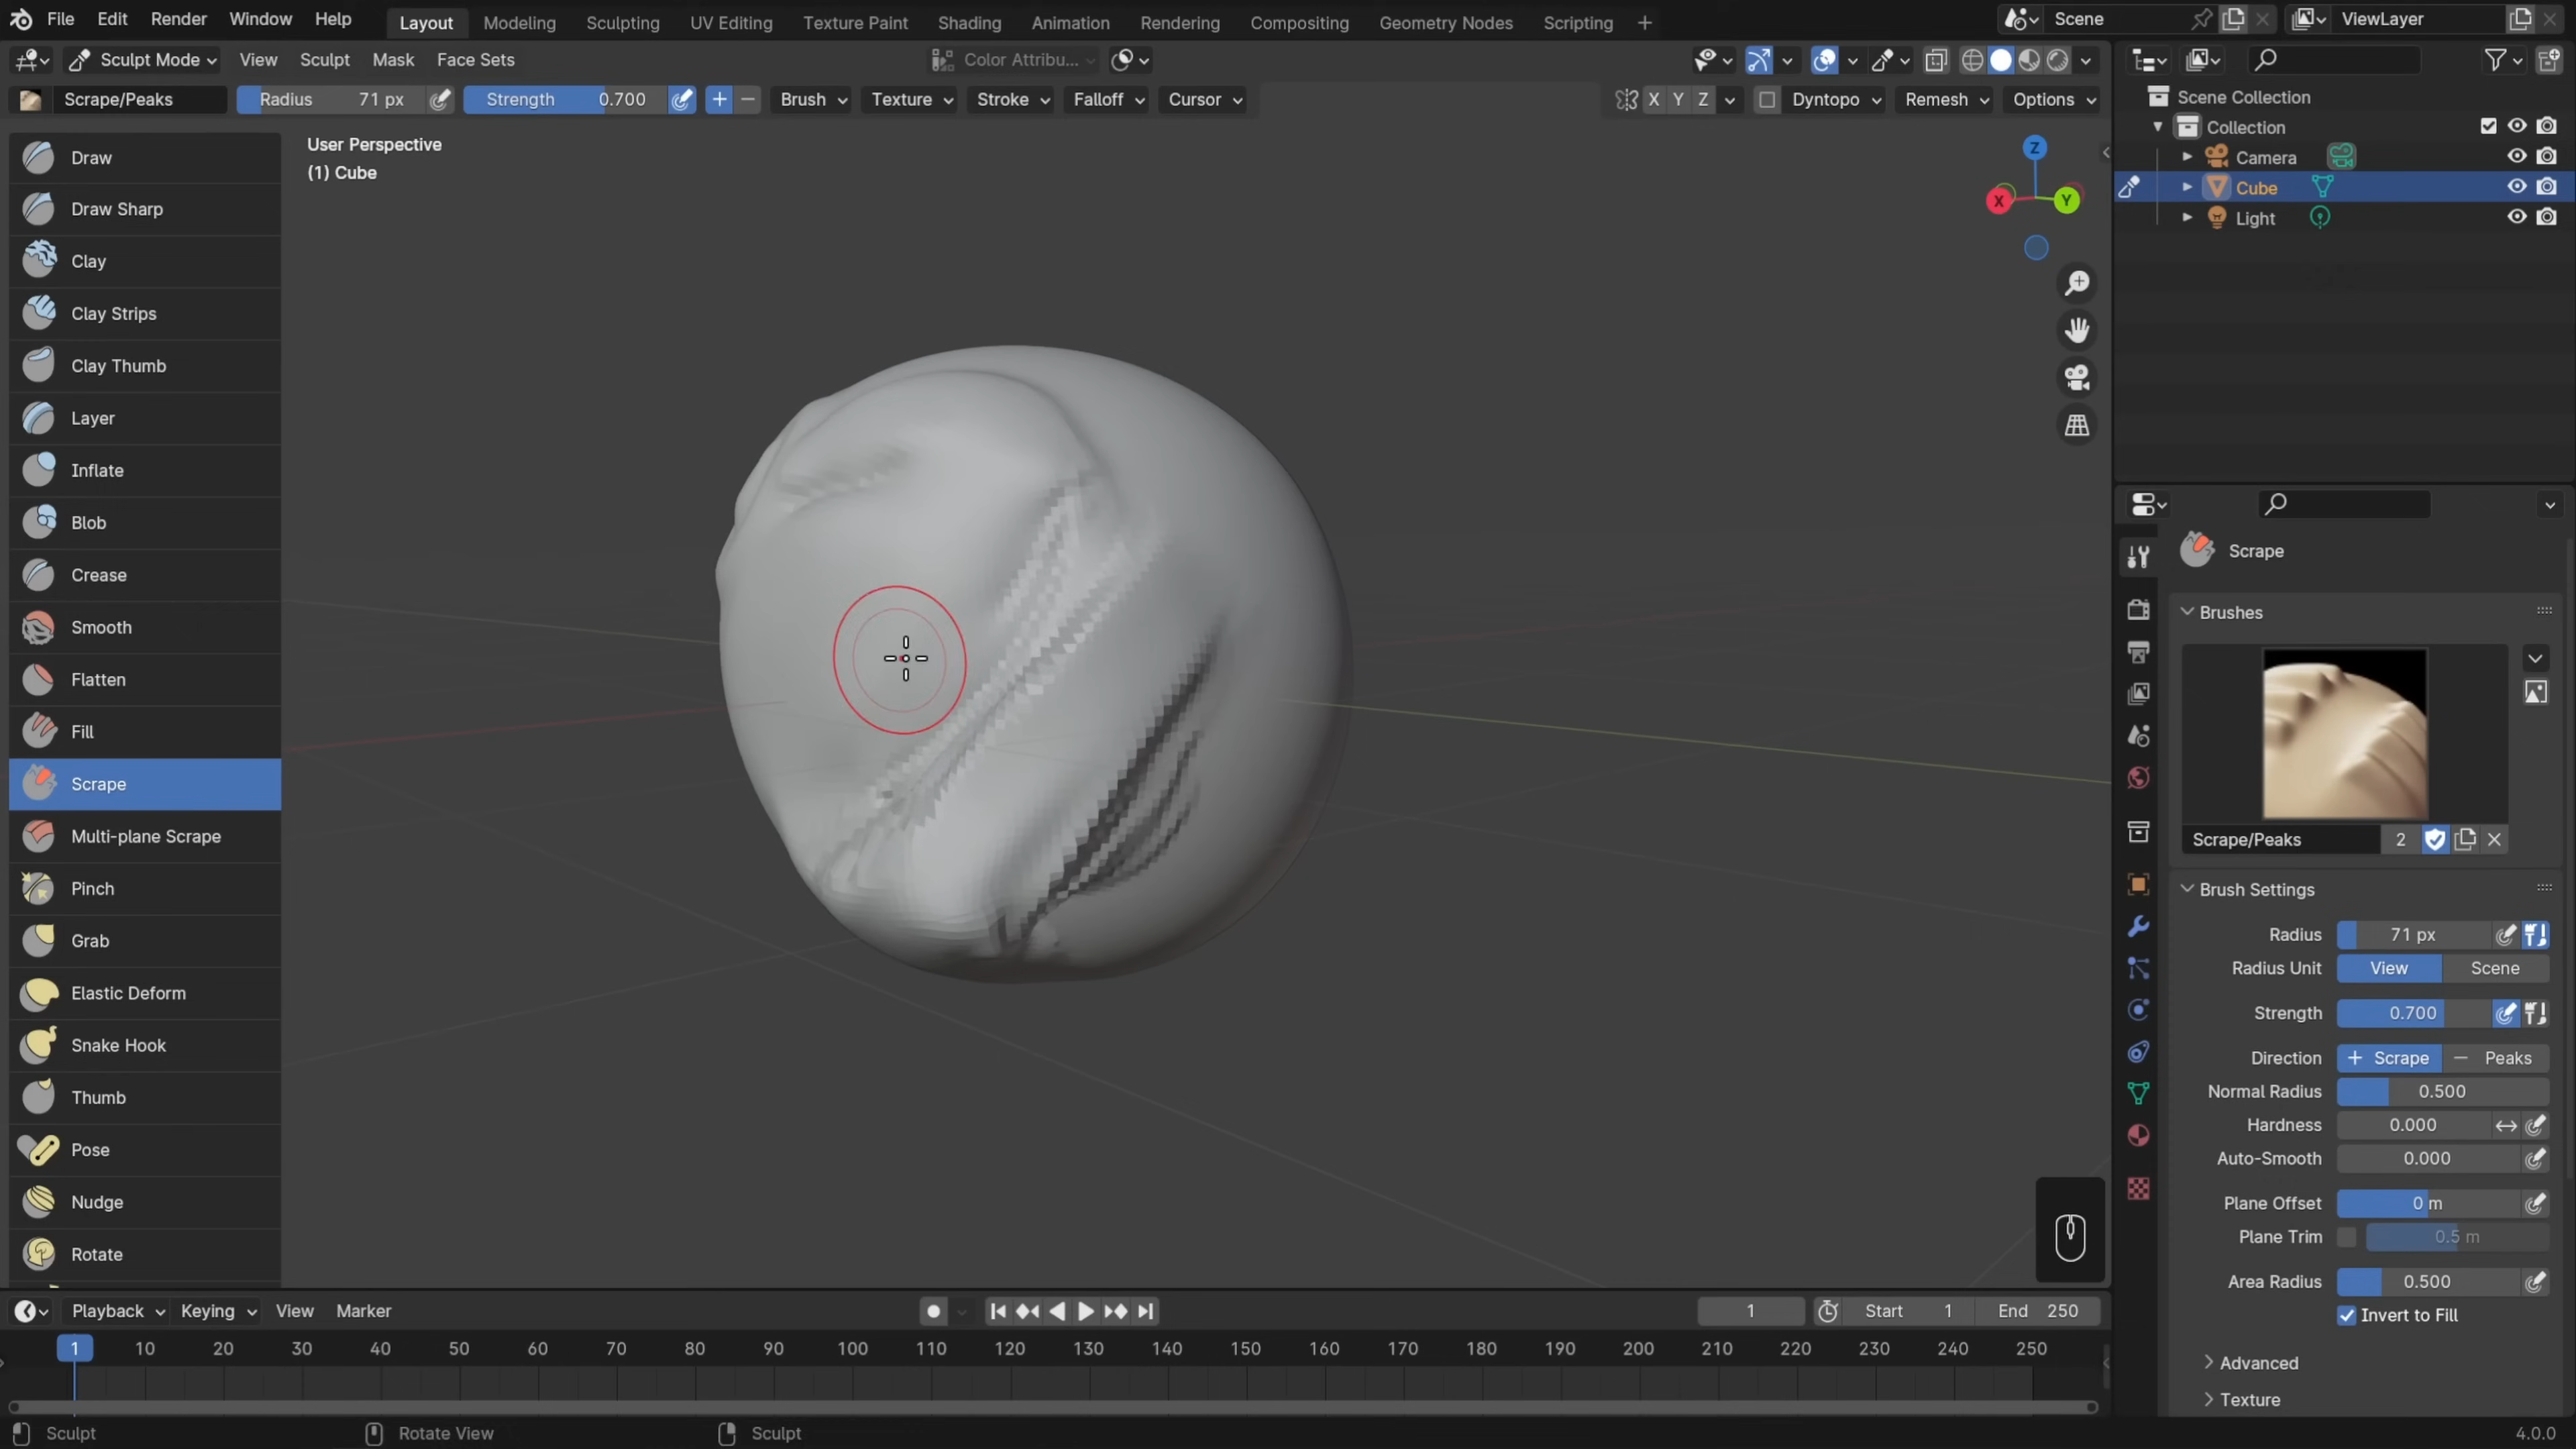 File Edit Render Window Help Layout Modeling Sculpting UV Editing Texture Paint Shading Animation Rendering Compositing Geometry Nodes Scripting + Scene ViewLayer
Sculpt Mode View Sculpt Mask Face Sets Color Attribu...
Scrape/Peaks Radius 71 px Strength 0.700 + − Brush Texture Stroke Falloff Cursor X Y Z Dyntopo Remesh Options
User Perspective
(1) Cube
Z
X
Y
Draw
Draw Sharp
Clay
Clay Strips
Clay Thumb
Layer
Inflate
Blob
Crease
Smooth
Flatten
Fill
Scrape
Multi-plane Scrape
Pinch
Grab
Elastic Deform
Snake Hook
Thumb
Pose
Nudge
Rotate
Scene Collection
Collection
Camera
Cube
Light
Scrape
Brushes
Scrape/Peaks 2
Brush Settings
Radius 71 px
Radius Unit View Scene
Strength 0.700
Direction + Scrape − Peaks
Normal Radius 0.500
Hardness 0.000
Auto-Smooth 0.000
Plane Offset 0 m
Plane Trim 0.5 m
Area Radius 0.500
Invert to Fill
Advanced
Texture
Playback Keying View Marker 1 Start 1 End 250
1 10 20 30 40 50 60 70 80 90 100 110 120 130 140 150 160 170 180 190 200 210 220 230 240 250
Sculpt Rotate View Sculpt 4.0.0